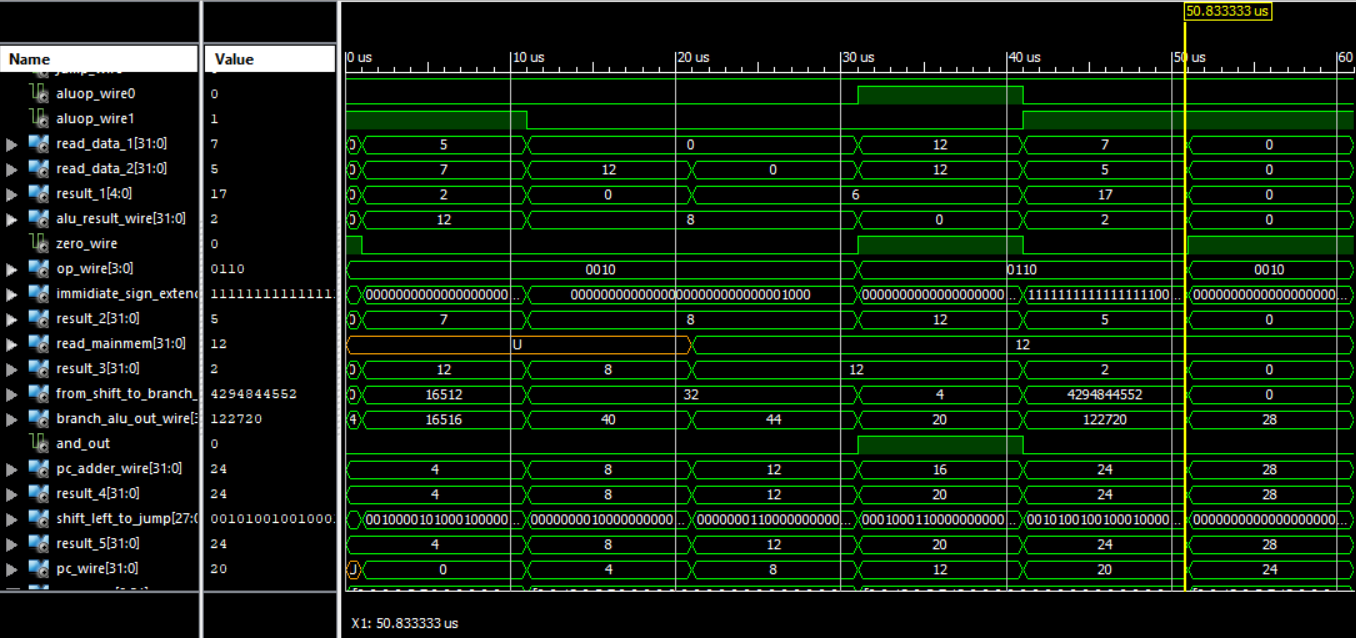 50.833333 us
Name Value 0 us 10 us 20 us 30 us 40 us 50 us 60
aluop_wire0 0
aluop_wire1 1
read_data_1[31:0] 7 0 5 0 12 7 0
read_data_2[31:0] 5 0 7 12 0 12 5 0
result_1[4:0] 17 0 2 0 6 17 0
alu_result_wire[31:0] 2 0 12 8 0 2 0
zero_wire 0
op_wire[3:0] 0110 0010 0110 0010
immidiate_sign_extenc
result_2[31:0] 5 0 7 8 12 5 0
read_mainmem[31:0] 12 U 12
result_3[31:0] 2 0 12 8 12 2 0
from_shift_to_branch_ 4294844552 0 16512 32 4 4294844552 0
branch_alu_out_wire[ 122720 4 16516 40 44 20 122720 28
and_out 0
pc_adder_wire[31:0] 24 4 8 12 16 24 28
result_4[31:0] 24 4 8 12 20 24 28
shift_left_to_jump[27:
result_5[31:0] 24 4 8 12 20 24 28
pc_wire[31:0] 20 U 0 4 8 12 20 24
X1: 50.833333 us